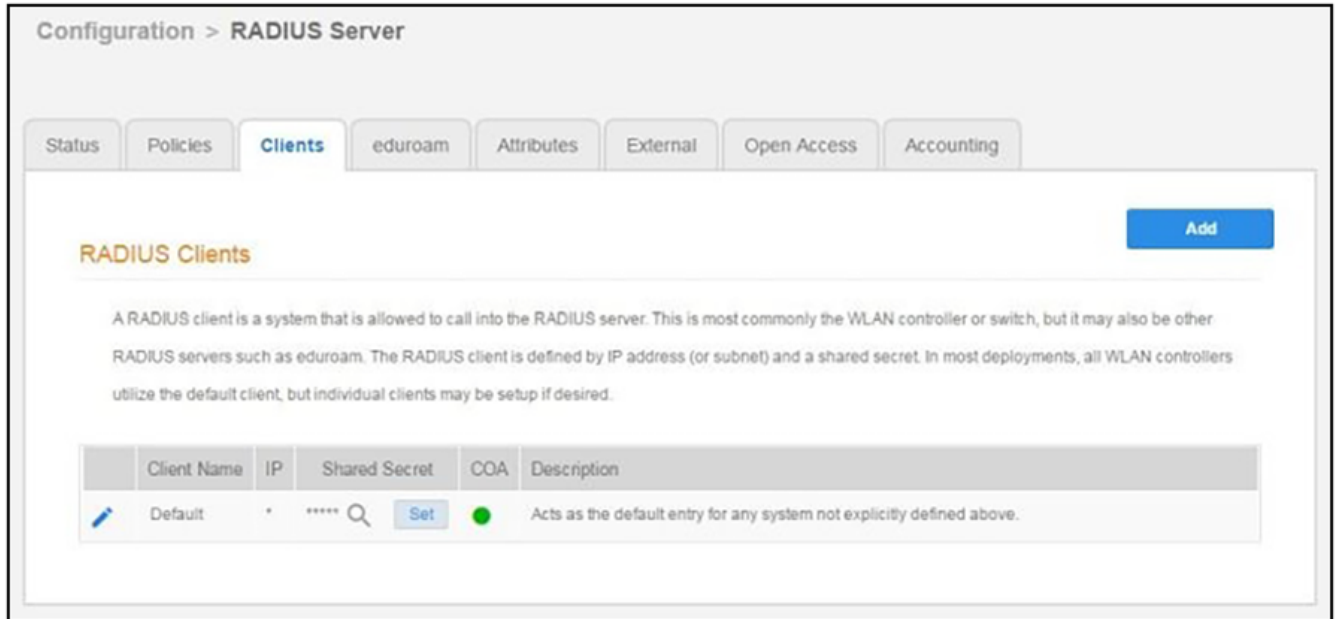 Configuration > RADIUS Server
Status Policies Clients eduroam Attributes External Open Access Accounting
Add
RADIUS Clients
A RADIUS client is a system that is allowed to call into the RADIUS server. This is most commonly the WLAN controller or switch, but it may also be other
RADIUS servers such as eduroam. The RADIUS client is defined by IP address (or subnet) and a shared secret. In most deployments, all WLAN controllers
utilize the default client, but individual clients may be setup if desired.
Client Name IP Shared Secret COA Description
Default * ***** Set Acts as the default entry for any system not explicitly defined above.